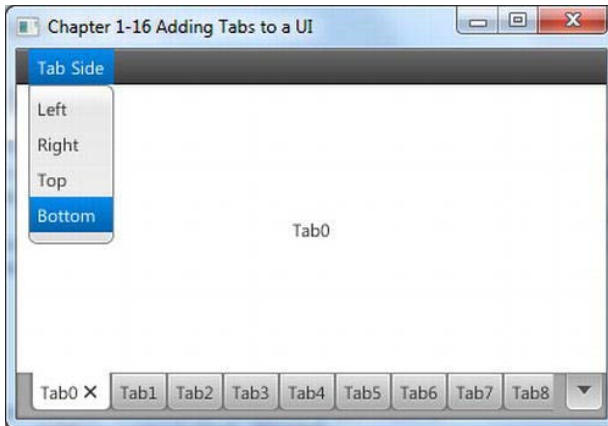 Chapter 1-16 Adding Tabs to a UI
Tab Side
Left
Right
Top
Bottom
Tab0
Tab0 Tab1 Tab2 Tab3 Tab4 Tab5 Tab6 Tab7 Tab8